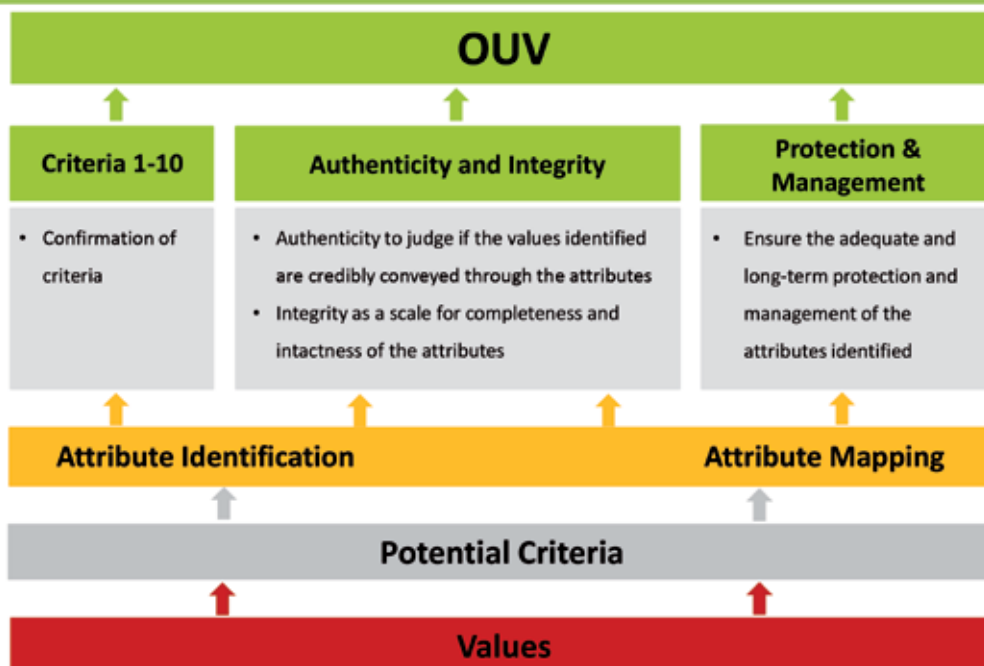 OUV
Criteria 1-10
• Confirmation of
criteria
Authenticity and Integrity
• Authenticity to judge if the values identified
are credibly conveyed through the attributes
• Integrity as a scale for completeness and
intactness of the attributes
Protection &
Management
• Ensure the adequate and
long-term protection and
management of the
attributes identified
Attribute Identification
Attribute Mapping
Potential Criteria
Values